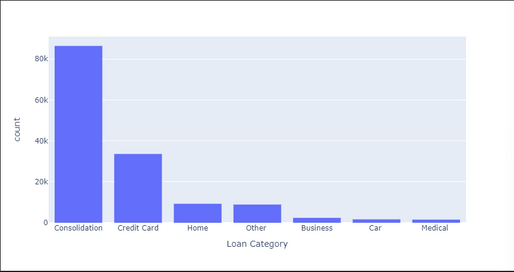 80k
60k
40k
20k
0
count
Consolidation Credit Card Home Other Business Car Medical
Loan Category